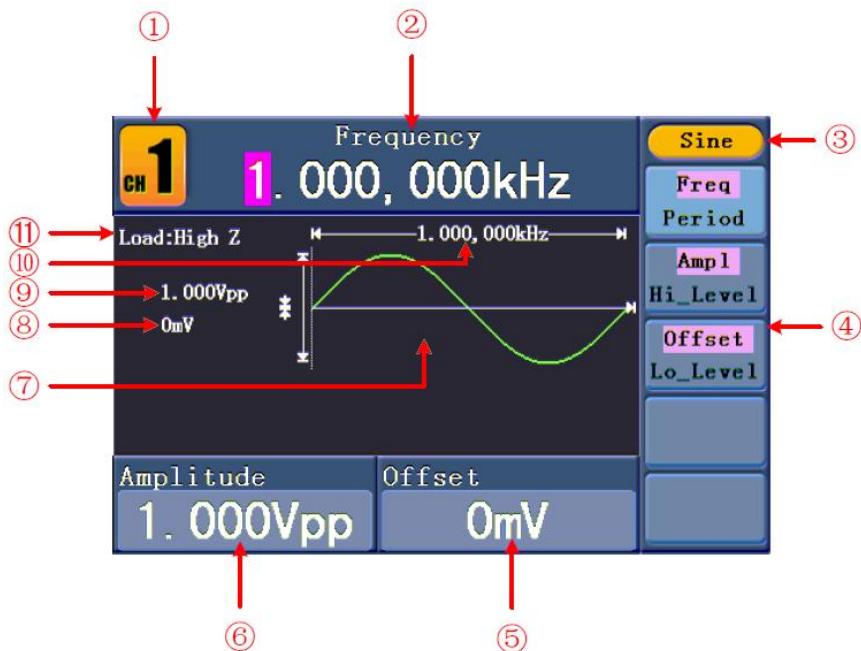 ① ②
CH 1 Frequency Sine ③
1. 000, 000kHz Freq
Period
⑪ Load:High Z 1. 000, 000kHz
⑩ Ampl
⑨ 1. 000Vpp Hi_Level
⑧ 0mV Offset ④
⑦ Lo_Level
Amplitude Offset
1. 000Vpp 0mV
⑥ ⑤